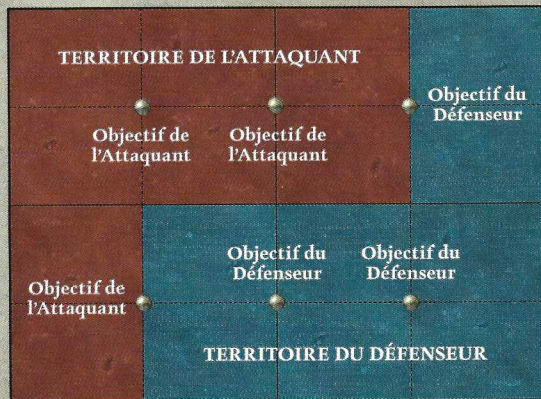 TERRITOIRE DE L'ATTAQUANT
Objectif du
Défenseur
Objectif de
l'Attaquant
Objectif de
l'Attaquant
Objectif du
Défenseur
Objectif du
Défenseur
Objectif de
l'Attaquant
TERRITOIRE DU DÉFENSEUR